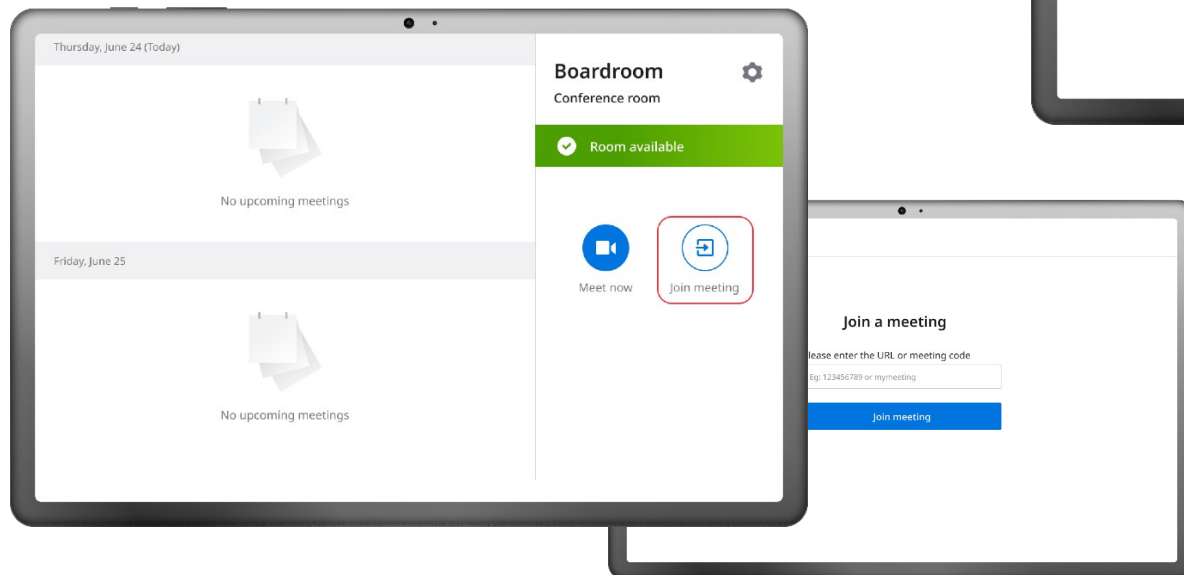 Thursday, June 24 (Today)
No upcoming meetings
Friday, June 25
No upcoming meetings
Boardroom
Conference room
Room available
Meet now
Join meeting
Join a meeting
lease enter the URL or meeting code
Eg: 123456789 or mymeeting
Join meeting